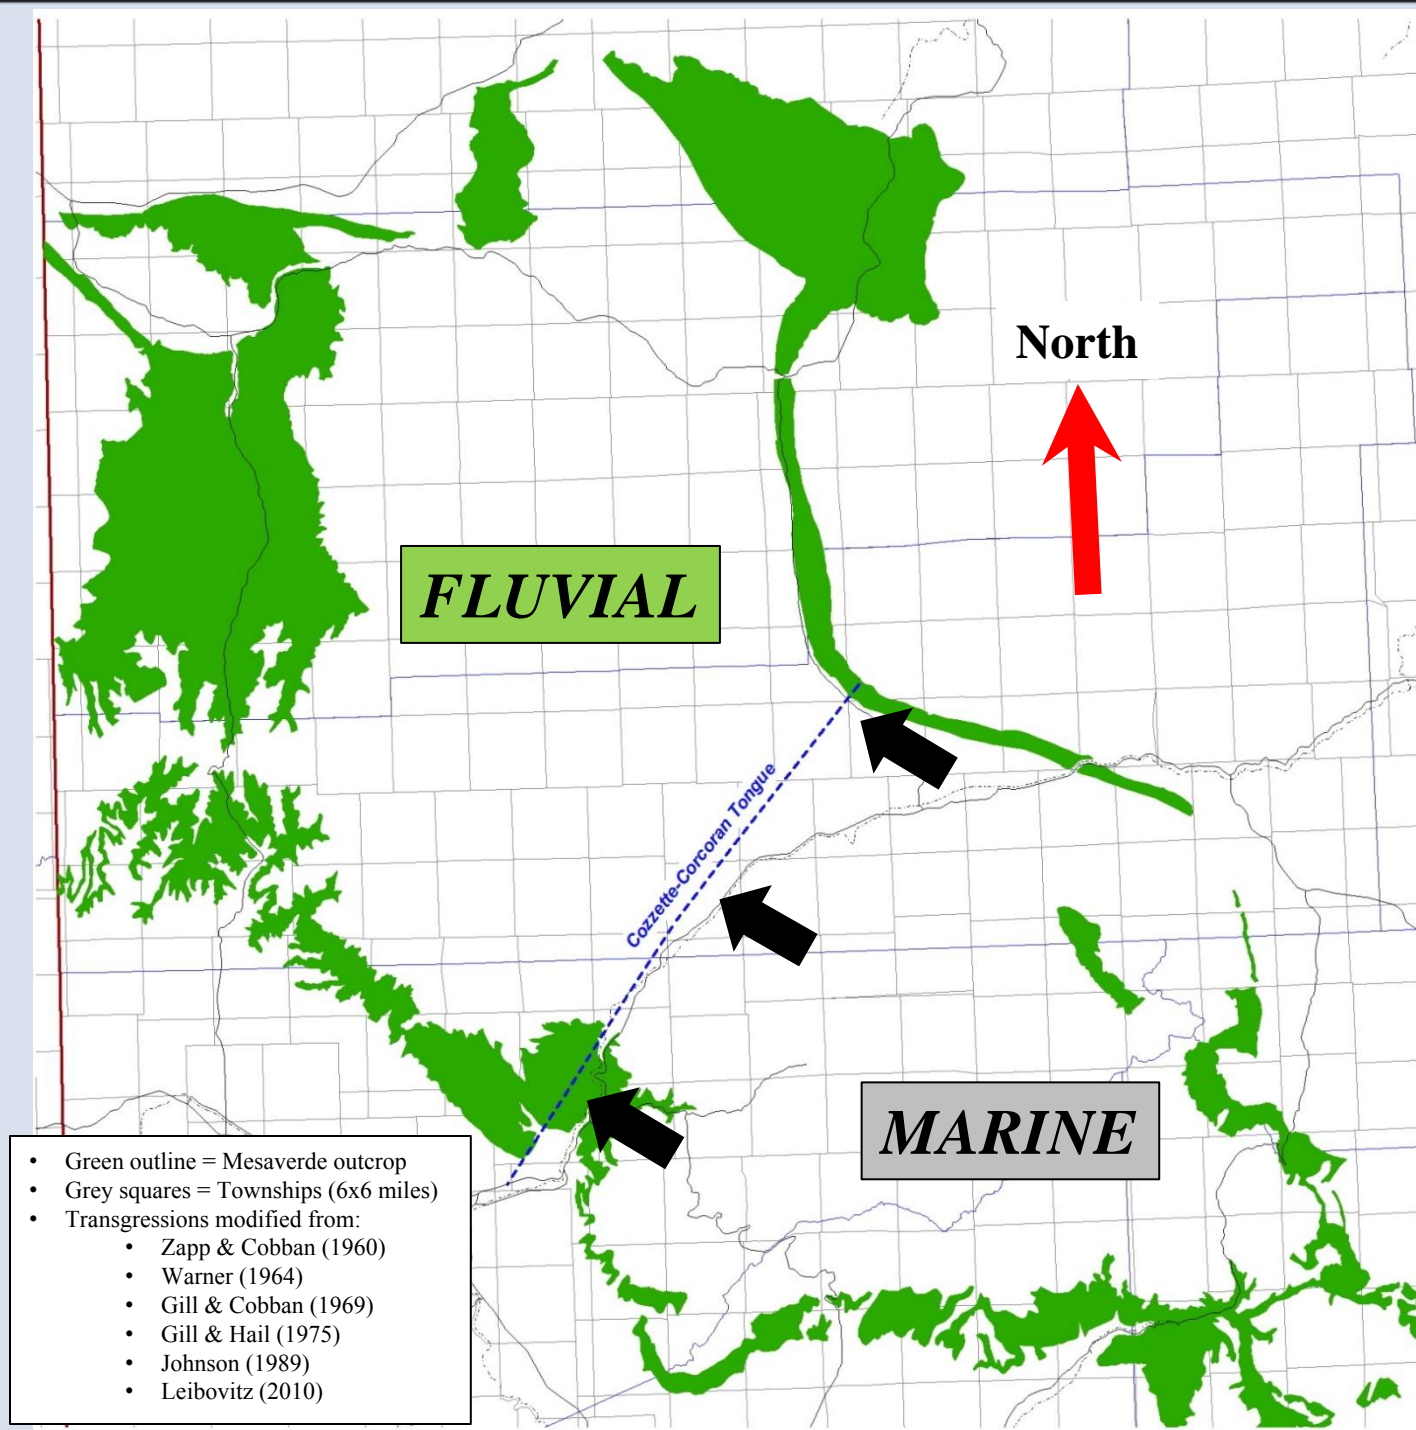 North
FLUVIAL
Cozzette-Corcoran Tongue
MARINE
• Green outline = Mesaverde outcrop
• Grey squares = Townships (6x6 miles)
• Transgressions modified from:
• Zapp & Cobban (1960)
• Warner (1964)
• Gill & Cobban (1969)
• Gill & Hail (1975)
• Johnson (1989)
• Leibovitz (2010)